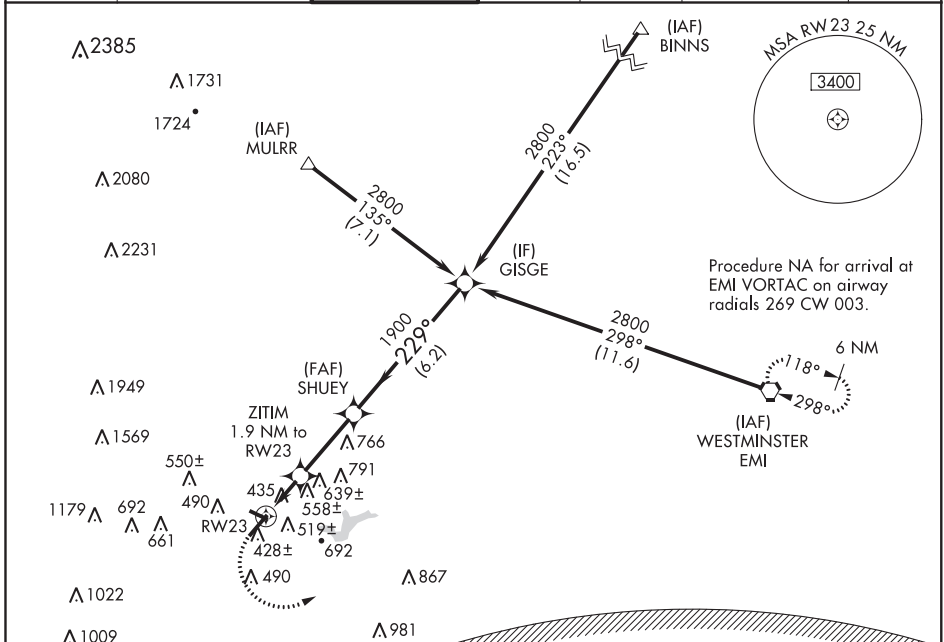 2385
1731
1724
(IAF)
MULRR
2080
2231
2800
135°
(7.1)
(IAF)
BINNS
2800
223°
(16.5)
MSA RW23 25 NM
3400
(IF)
GISGE
Procedure NA for arrival at
EMI VORTAC on airway
radials 269 CW 003.
2800
298°
(11.6)
6 NM
118°
298°
(IAF)
WESTMINSTER
EMI
1900
229°
(6.2)
(FAF)
SHUEY
ZITIM
1.9 NM to
RW23
1949
1569
766
550±
791
435
639±
490
558±
1179
692
661
RW23
519±
428±
692
490
867
1022
1009
981